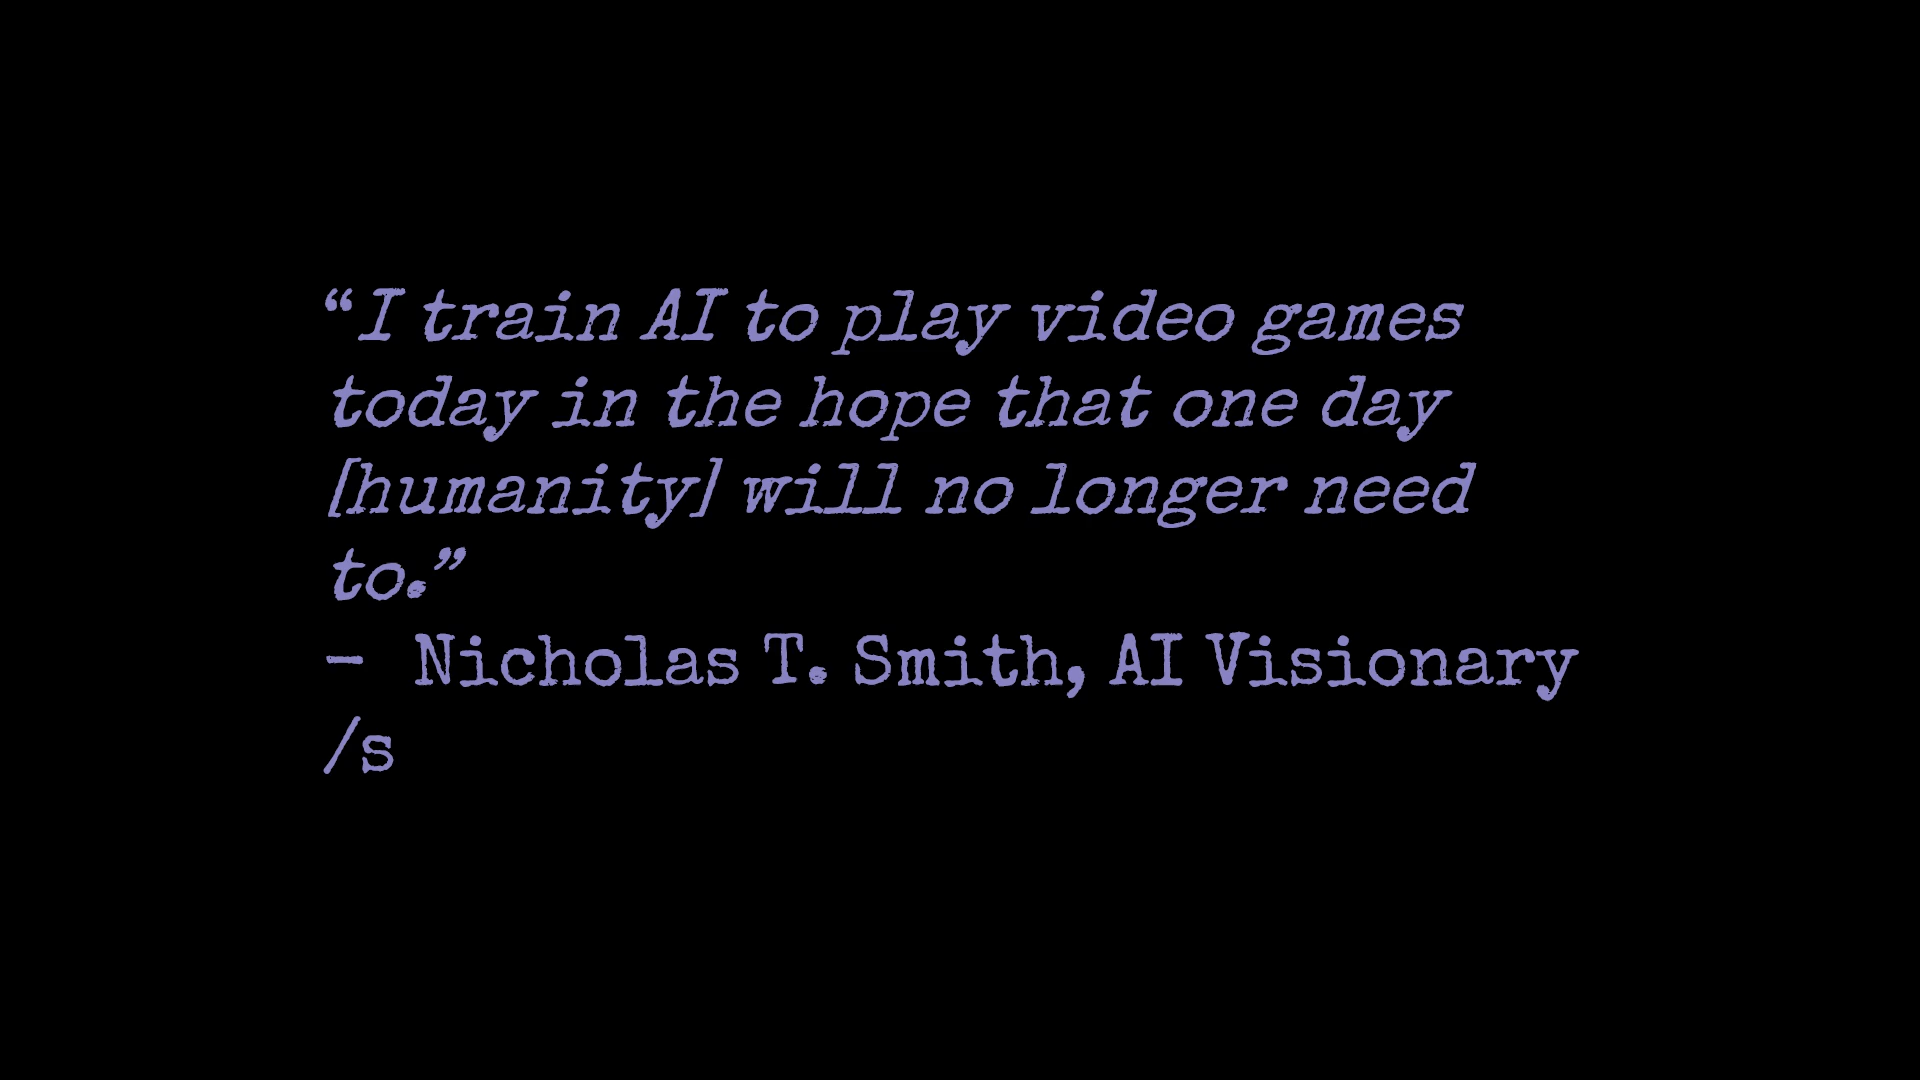 “I train AI to play video games
today in the hope that one day
[humanity] will no longer need
to.”
- Nicholas T. Smith, AI Visionary
/s